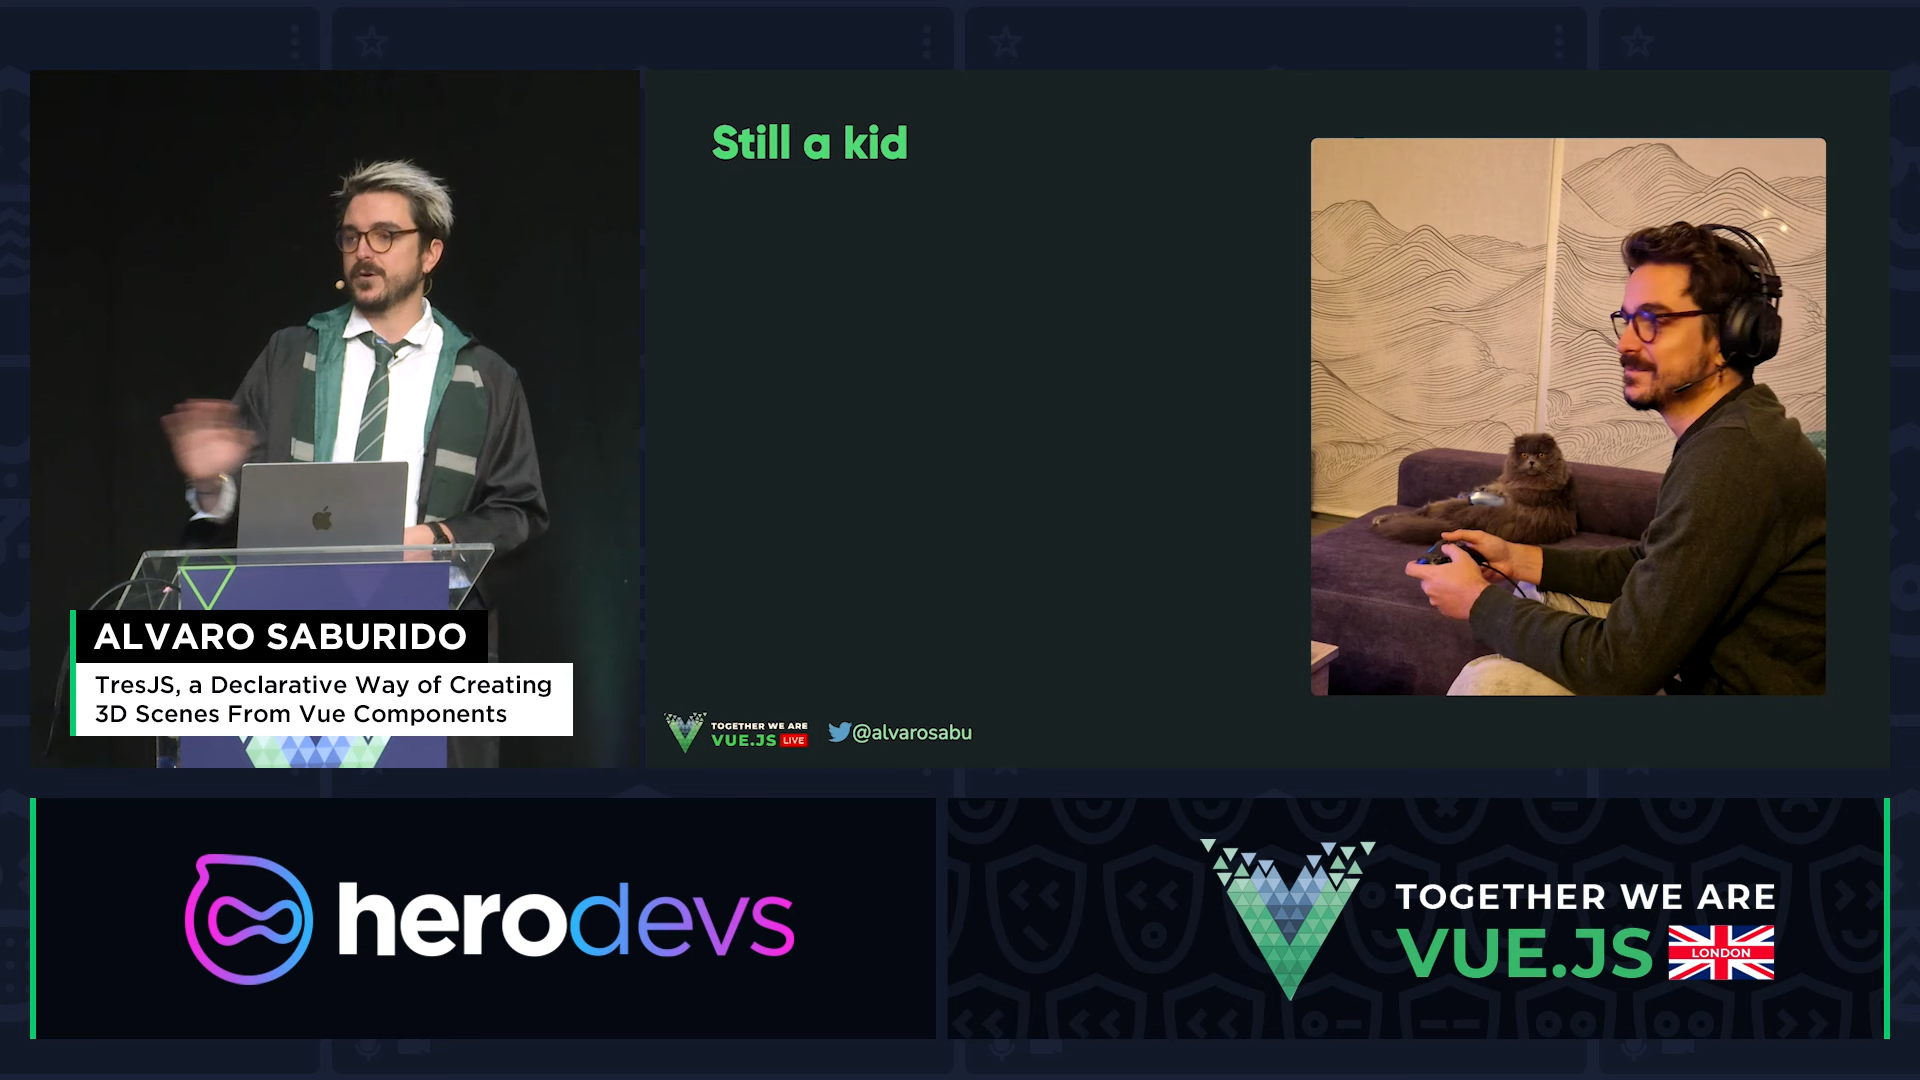 Still a kid
ALVARO SABURIDO
TresJS, a Declarative Way of Creating
3D Scenes From Vue Components
TOGETHER WE ARE
VUE.JS LIVE
@alvarosabu
herodevs
TOGETHER WE ARE
VUE.JS
LONDON